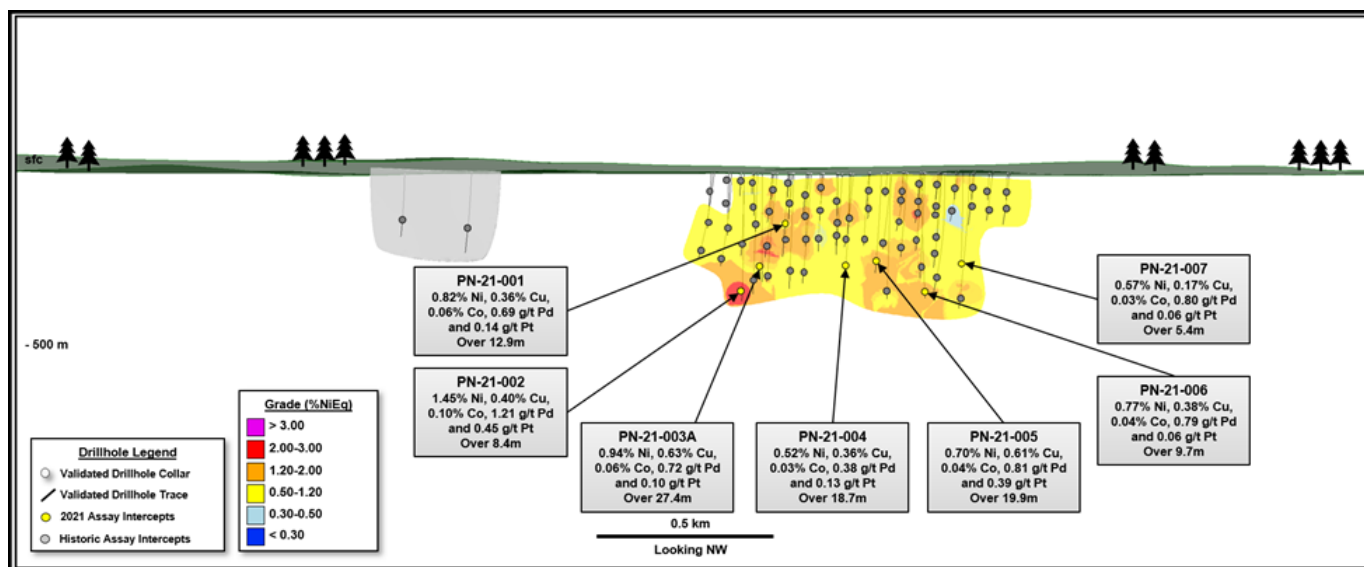 sfc
- 500 m
PN-21-001
0.82% Ni, 0.36% Cu,
0.06% Co, 0.69 g/t Pd
and 0.14 g/t Pt
Over 12.9m
PN-21-002
1.45% Ni, 0.40% Cu,
0.10% Co, 1.21 g/t Pd
and 0.45 g/t Pt
Over 8.4m
PN-21-003A
0.94% Ni, 0.63% Cu,
0.06% Co, 0.72 g/t Pd
and 0.10 g/t Pt
Over 27.4m
PN-21-004
0.52% Ni, 0.36% Cu,
0.03% Co, 0.38 g/t Pd
and 0.13 g/t Pt
Over 18.7m
PN-21-005
0.70% Ni, 0.61% Cu,
0.04% Co, 0.81 g/t Pd
and 0.39 g/t Pt
Over 19.9m
PN-21-007
0.57% Ni, 0.17% Cu,
0.03% Co, 0.80 g/t Pd
and 0.06 g/t Pt
Over 5.4m
PN-21-006
0.77% Ni, 0.38% Cu,
0.04% Co, 0.79 g/t Pd
and 0.06 g/t Pt
Over 9.7m
Drillhole Legend
Validated Drillhole Collar
Validated Drillhole Trace
2021 Assay Intercepts
Historic Assay Intercepts
Grade (%NiEq)
> 3.00
2.00-3.00
1.20-2.00
0.50-1.20
0.30-0.50
< 0.30
0.5 km
Looking NW